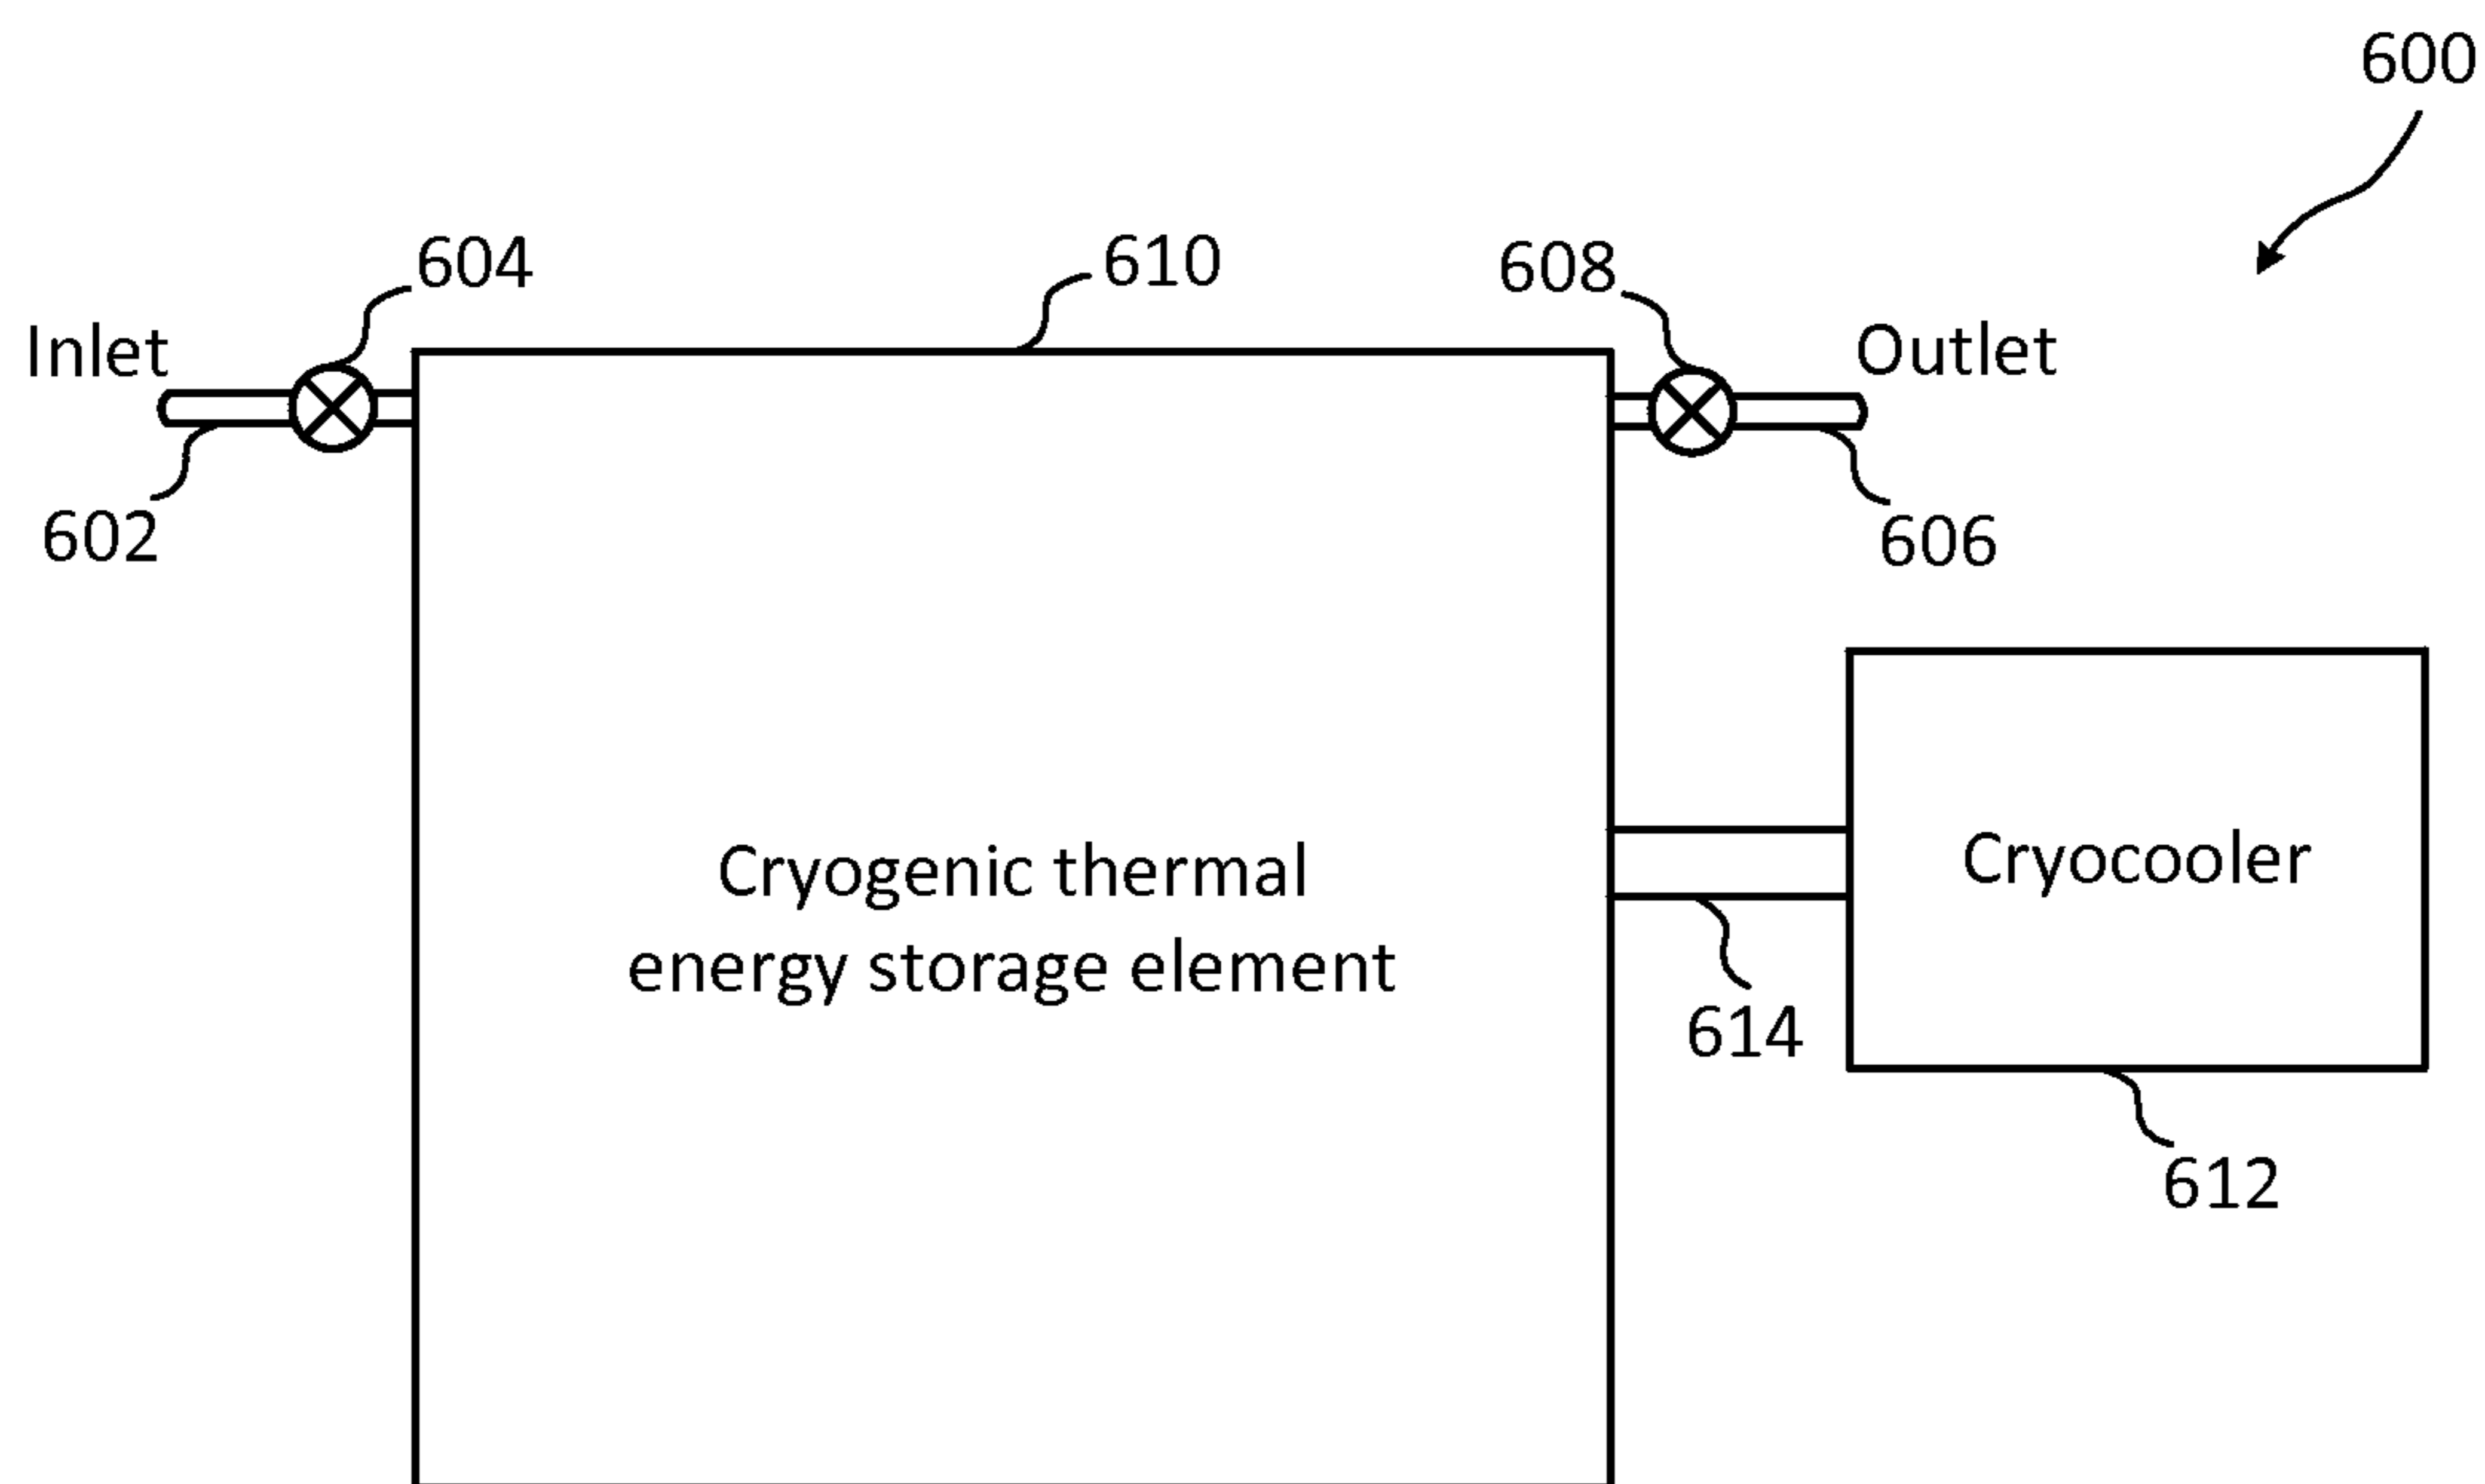 600
604
610
608
Inlet
Outlet
602
606
Cryogenic thermal
energy storage element
Cryocooler
614
612